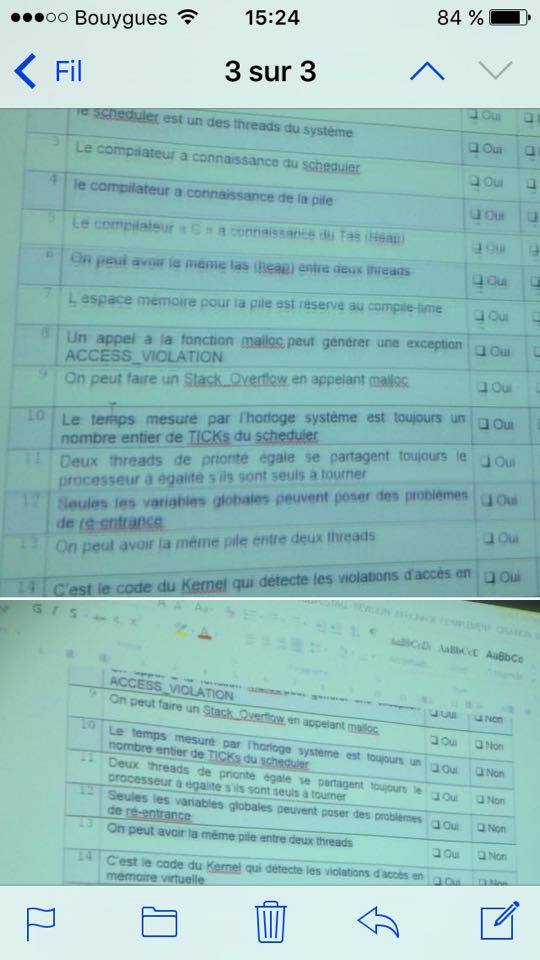 Bouygues 15:24 84 %
Fil 3 sur 3
le scheduler est un des threads du système ❑ Oui
3 Le compilateur a connaissance du scheduler ❑ Oui
4 le compilateur a connaissance de la pile ❑ Oui
5 Le compilateur « C » a connaissance du Tas (Heap) ❑ Oui
6 On peut avoir le même tas (heap) entre deux threads ❑ Oui
7 L'espace mémoire pour la pile est réservé au compile-time ❑ Oui
8 Un appel à la fonction malloc peut générer une exception ❑ Oui
ACCESS_VIOLATION
9 On peut faire un Stack_Overflow en appelant malloc ❑ Oui
10 Le temps mesuré par l'horloge système est toujours un ❑ Oui
nombre entier de TICKs du scheduler
11 Deux threads de priorité égale se partagent toujours le ❑ Oui
processeur à égalité s'ils sont seuls à tourner
12 Seules les variables globales peuvent poser des problèmes ❑ Oui
de ré-entrance
13 On peut avoir la même pile entre deux threads ❑ Oui
14 C'est le code du Kernel qui détecte les violations d'accès en ❑ Oui
G I S
RÉVISION AFFICHAGE COMPLÉMENT
AaBbCcDc AaBbCcE AaBbCc
ACCESS_VIOLATION ❑ Oui ❑ Non
9 On peut faire un Stack_Overflow en appelant malloc ❑ Oui ❑ Non
10 Le temps mesuré par l'horloge système est toujours un ❑ Oui ❑ Non
nombre entier de TICKs du scheduler
11 Deux threads de priorité égale se partagent toujours le ❑ Oui ❑ Non
processeur à égalité s'ils sont seuls à tourner
12 Seules les variables globales peuvent poser des problèmes ❑ Oui ❑ Non
de ré-entrance
13 On peut avoir la même pile entre deux threads ❑ Oui ❑ Non
14 C'est le code du Kernel qui détecte les violations d'accès en ❑ Oui ❑ Non
mémoire virtuelle